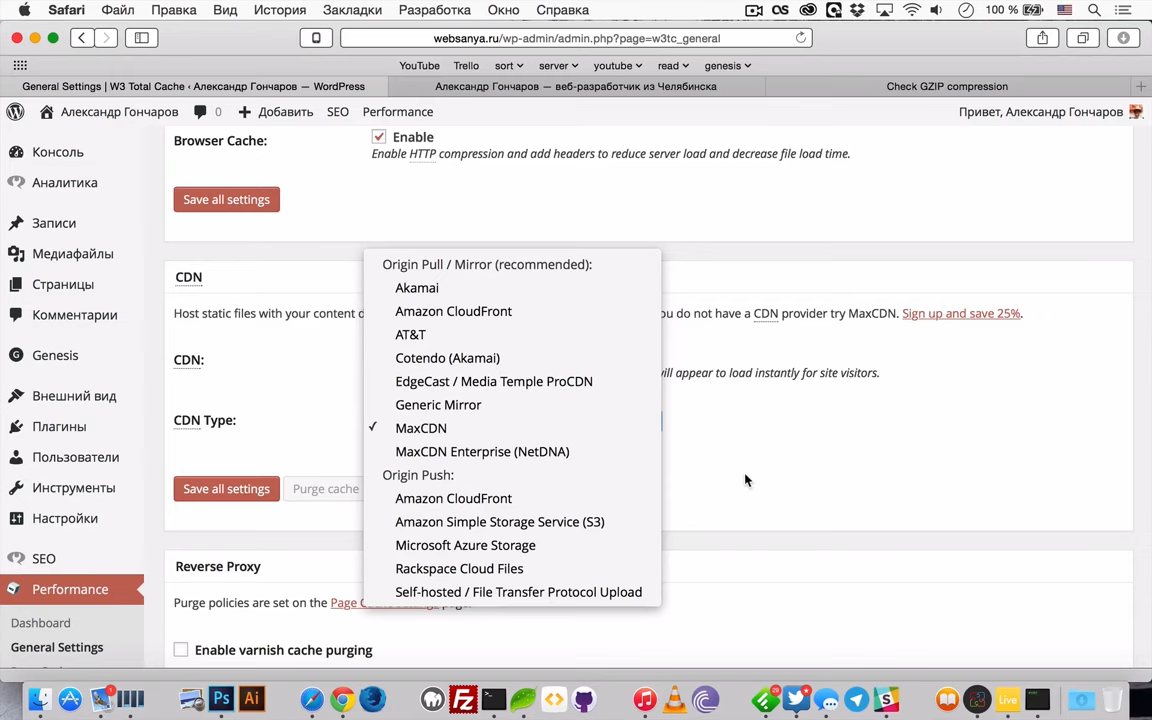 Safari Файл Правка Вид История Закладки Разработка Окно Справка 100 %
websanya.ru/wp-admin/admin.php?page=w3tc_general
YouTube Trello sort server youtube read genesis
General Settings | W3 Total Cache ‹ Александр Гончаров — WordPress Александр Гончаров — веб-разработчик из Челябинска Check GZIP compression
Александр Гончаров 0 Добавить SEO Performance Привет, Александр Гончаров
Консоль
Аналитика
Записи
Медиафайлы
Страницы
Комментарии
Genesis
Внешний вид
Плагины
Пользователи
Инструменты
Настройки
SEO
Performance
Dashboard
General Settings
Browser Cache: Enable
Enable HTTP compression and add headers to reduce server load and decrease file load time.
Save all settings
CDN
Host static files with your content d ou do not have a CDN provider try MaxCDN. Sign up and save 25%.
CDN: ill appear to load instantly for site visitors.
CDN Type:
Save all settings Purge cache
Origin Pull / Mirror (recommended):
Akamai
Amazon CloudFront
AT&T
Cotendo (Akamai)
EdgeCast / Media Temple ProCDN
Generic Mirror
✓ MaxCDN
MaxCDN Enterprise (NetDNA)
Origin Push:
Amazon CloudFront
Amazon Simple Storage Service (S3)
Microsoft Azure Storage
Rackspace Cloud Files
Self-hosted / File Transfer Protocol Upload
Reverse Proxy
Purge policies are set on the Page
Enable varnish cache purging
Ps Ai Fz Live